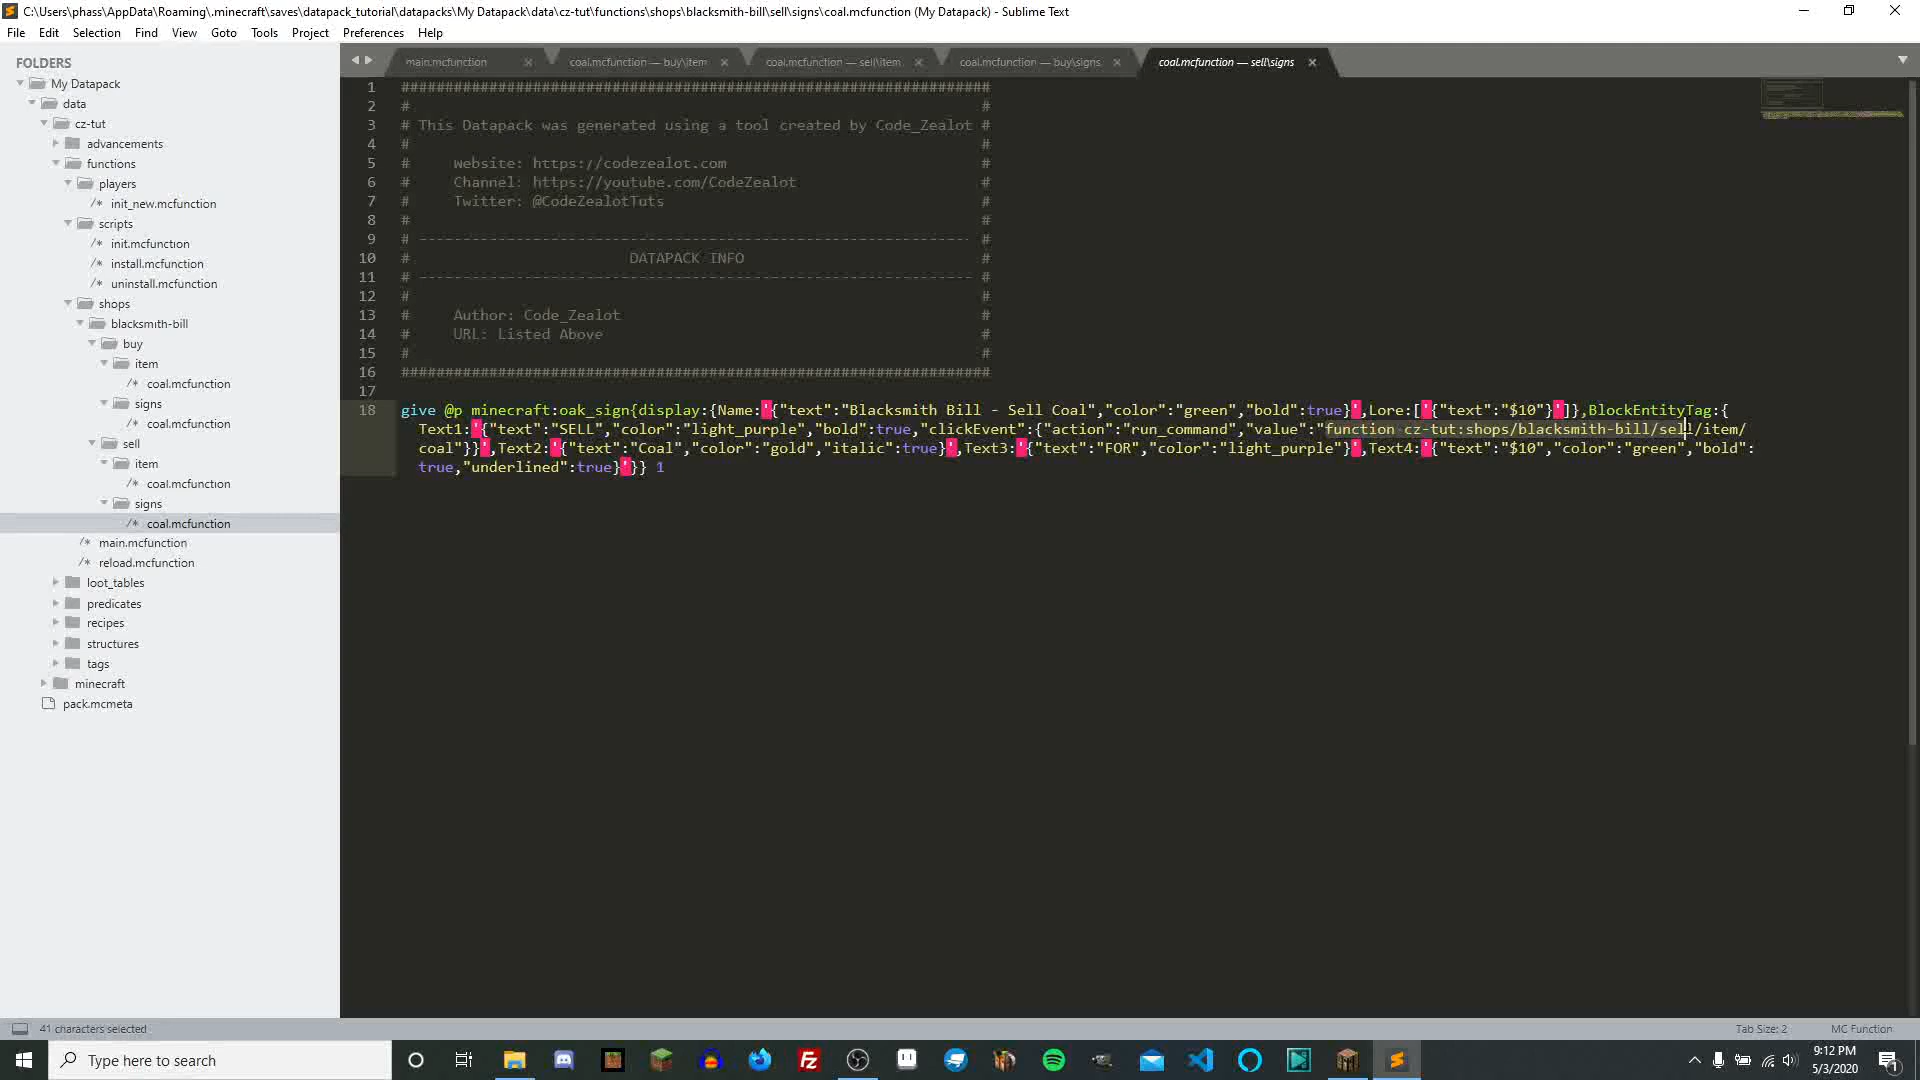 C:\Users\phass\AppData\Roaming\.minecraft\saves\datapack_tutorial\datapacks\My Datapack\data\cz-tut\functions\shops\blacksmith-bill\sell\signs\coal.mcfunction (My Datapack) - Sublime Text
File Edit Selection Find View Goto Tools Project Preferences Help
FOLDERS
My Datapack
data
cz-tut
advancements
functions
players
/* init_new.mcfunction
scripts
/* init.mcfunction
/* install.mcfunction
/* uninstall.mcfunction
shops
blacksmith-bill
buy
item
/* coal.mcfunction
signs
/* coal.mcfunction
sell
item
/* coal.mcfunction
signs
/* coal.mcfunction
/* main.mcfunction
/* reload.mcfunction
loot_tables
predicates
recipes
structures
tags
minecraft
pack.mcmeta
main.mcfunction coal.mcfunction — buy\item coal.mcfunction — sell\item coal.mcfunction — buy\signs coal.mcfunction — sell\signs
1 ###################################################################
2 # #
3 # This Datapack was generated using a tool created by Code_Zealot #
4 # #
5 # Website: https://codezealot.com #
6 # Channel: https://youtube.com/CodeZealot #
7 # Twitter: @CodeZealotTuts #
8 # #
9 # --------------------------------------------------------------- #
10 # DATAPACK INFO #
11 # --------------------------------------------------------------- #
12 # #
13 # Author: Code_Zealot #
14 # URL: Listed Above #
15 # #
16 ###################################################################
17
18 give @p minecraft:oak_sign{display:{Name:'{"text":"Blacksmith Bill - Sell Coal","color":"green","bold":true}',Lore:['{"text":"$10"}']},BlockEntityTag:{
Text1:'{"text":"SELL","color":"light_purple","bold":true,"clickEvent":{"action":"run_command","value":"function cz-tut:shops/blacksmith-bill/sell/item/
coal"}}',Text2:'{"text":"Coal","color":"gold","italic":true}',Text3:'{"text":"FOR","color":"light_purple"}',Text4:'{"text":"$10","color":"green","bold":
true,"underlined":true}'}} 1
41 characters selected
Tab Size: 2 MC Function
Type here to search
9:12 PM
5/3/2020
1